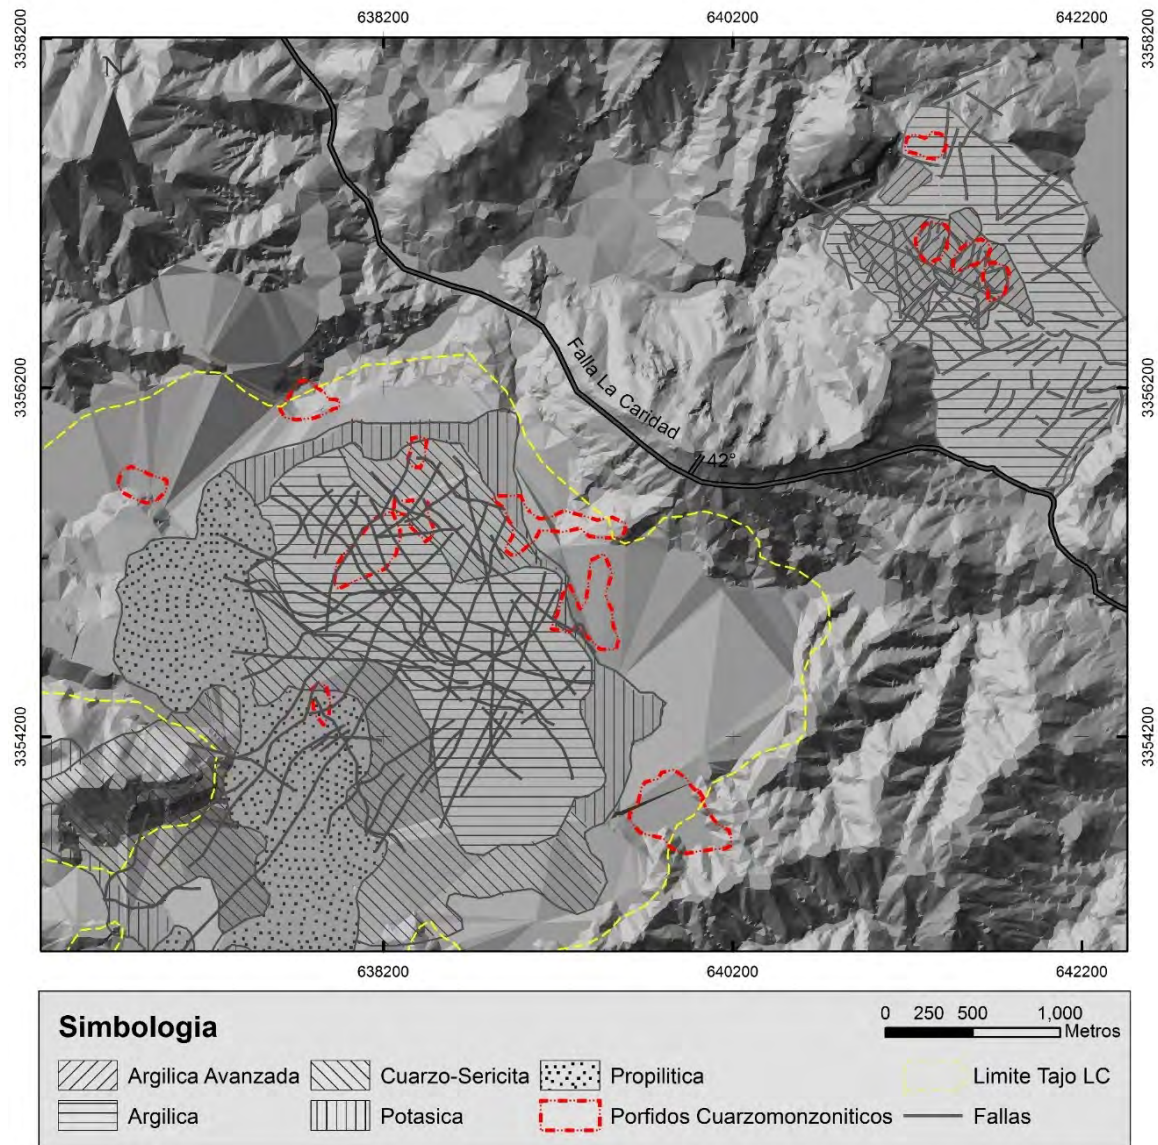 638200 640200 642200
3358200 3358200
N
Falla La Caridad
42°
3356200 3356200
3354200 3354200
638200 640200 642200
Simbologia
0 250 500 1,000
Metros
Argilica Avanzada Cuarzo-Sericita Propilitica Limite Tajo LC
Argilica Potasica Porfidos Cuarzomonzoniticos Fallas